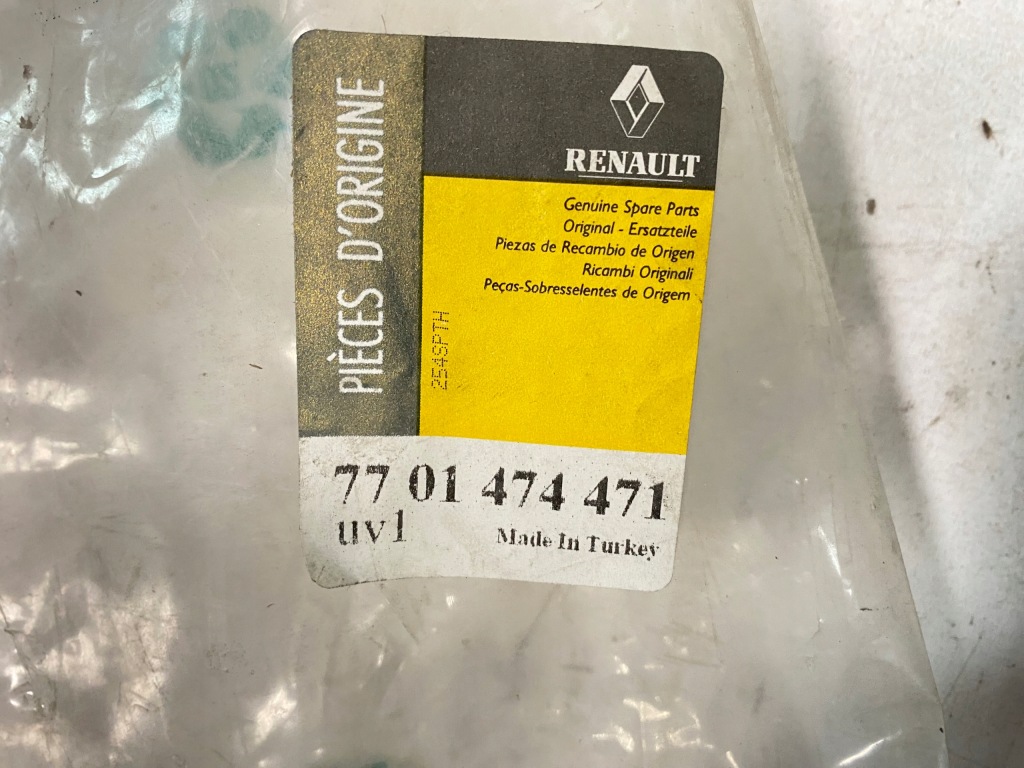 PIÈCES D'ORIGINE
RENAULT
Genuine Spare Parts
Original - Ersatzteile
Piezas de Recambio de Origen
Ricambi Originali
Peças-Sobresselentes de Origem
254SPTH
77 01 474 471
uv1
Made In Turkey